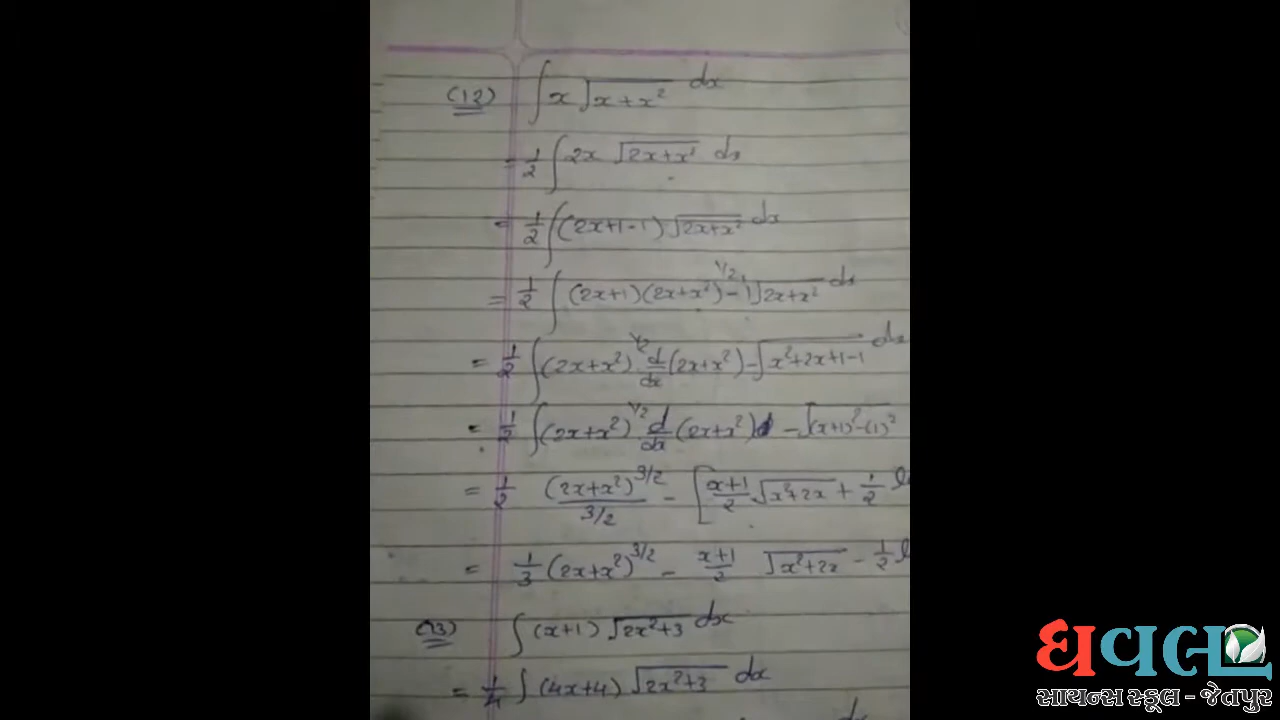 (12) ∫ x √x + x² dx
= 1/2 ∫ 2x √2x+x² dx
= 1/2 ∫ (2x+1-1) √2x+x² dx
= 1/2 ∫ (2x+1)(2x+x²)^1/2 - 1√2x+x² dx
= 1/2 ∫ (2x+x²)^1/2 d/dx (2x+x²) - √x²+2x+1-1 dx
= 1/2 ∫ (2x+x²)^1/2 d/dx (2x+x²) - √(x+1)²-(1)²
= 1/2 (2x+x²)^3/2 / 3/2 - [x+1/2 √x²+2x + 1/2 l
= 1/3 (2x+x²)^3/2 - x+1/2 √x²+2x - 1/2 l
(13) ∫ (x+1) √2x²+3 dx
= 1/4 ∫ (4x+4) √2x²+3 dx
dx
ધવલ
સાયન્સ સ્કૂલ - જેતપુર